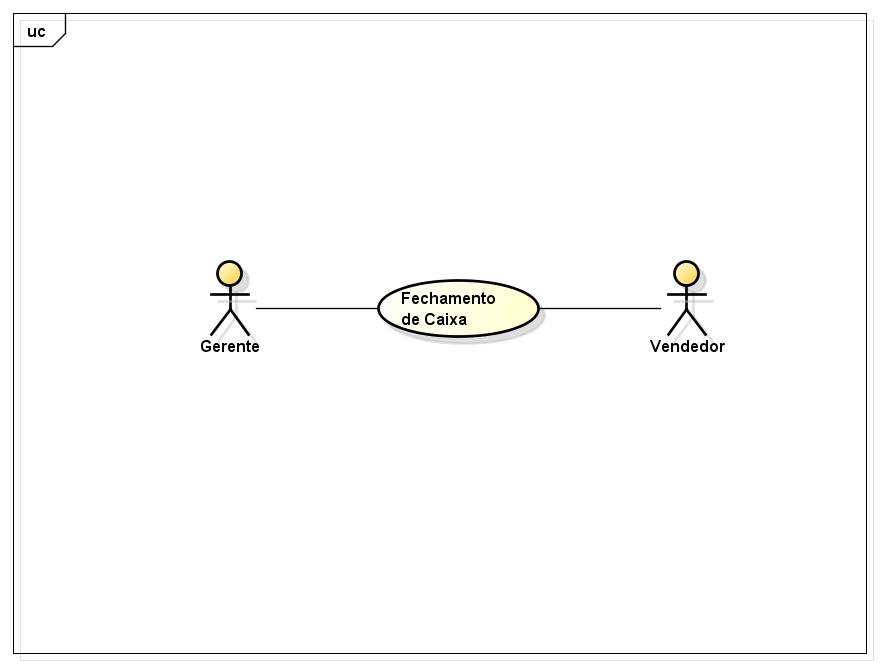 uc
Fechamento
de Caixa
Gerente
Vendedor